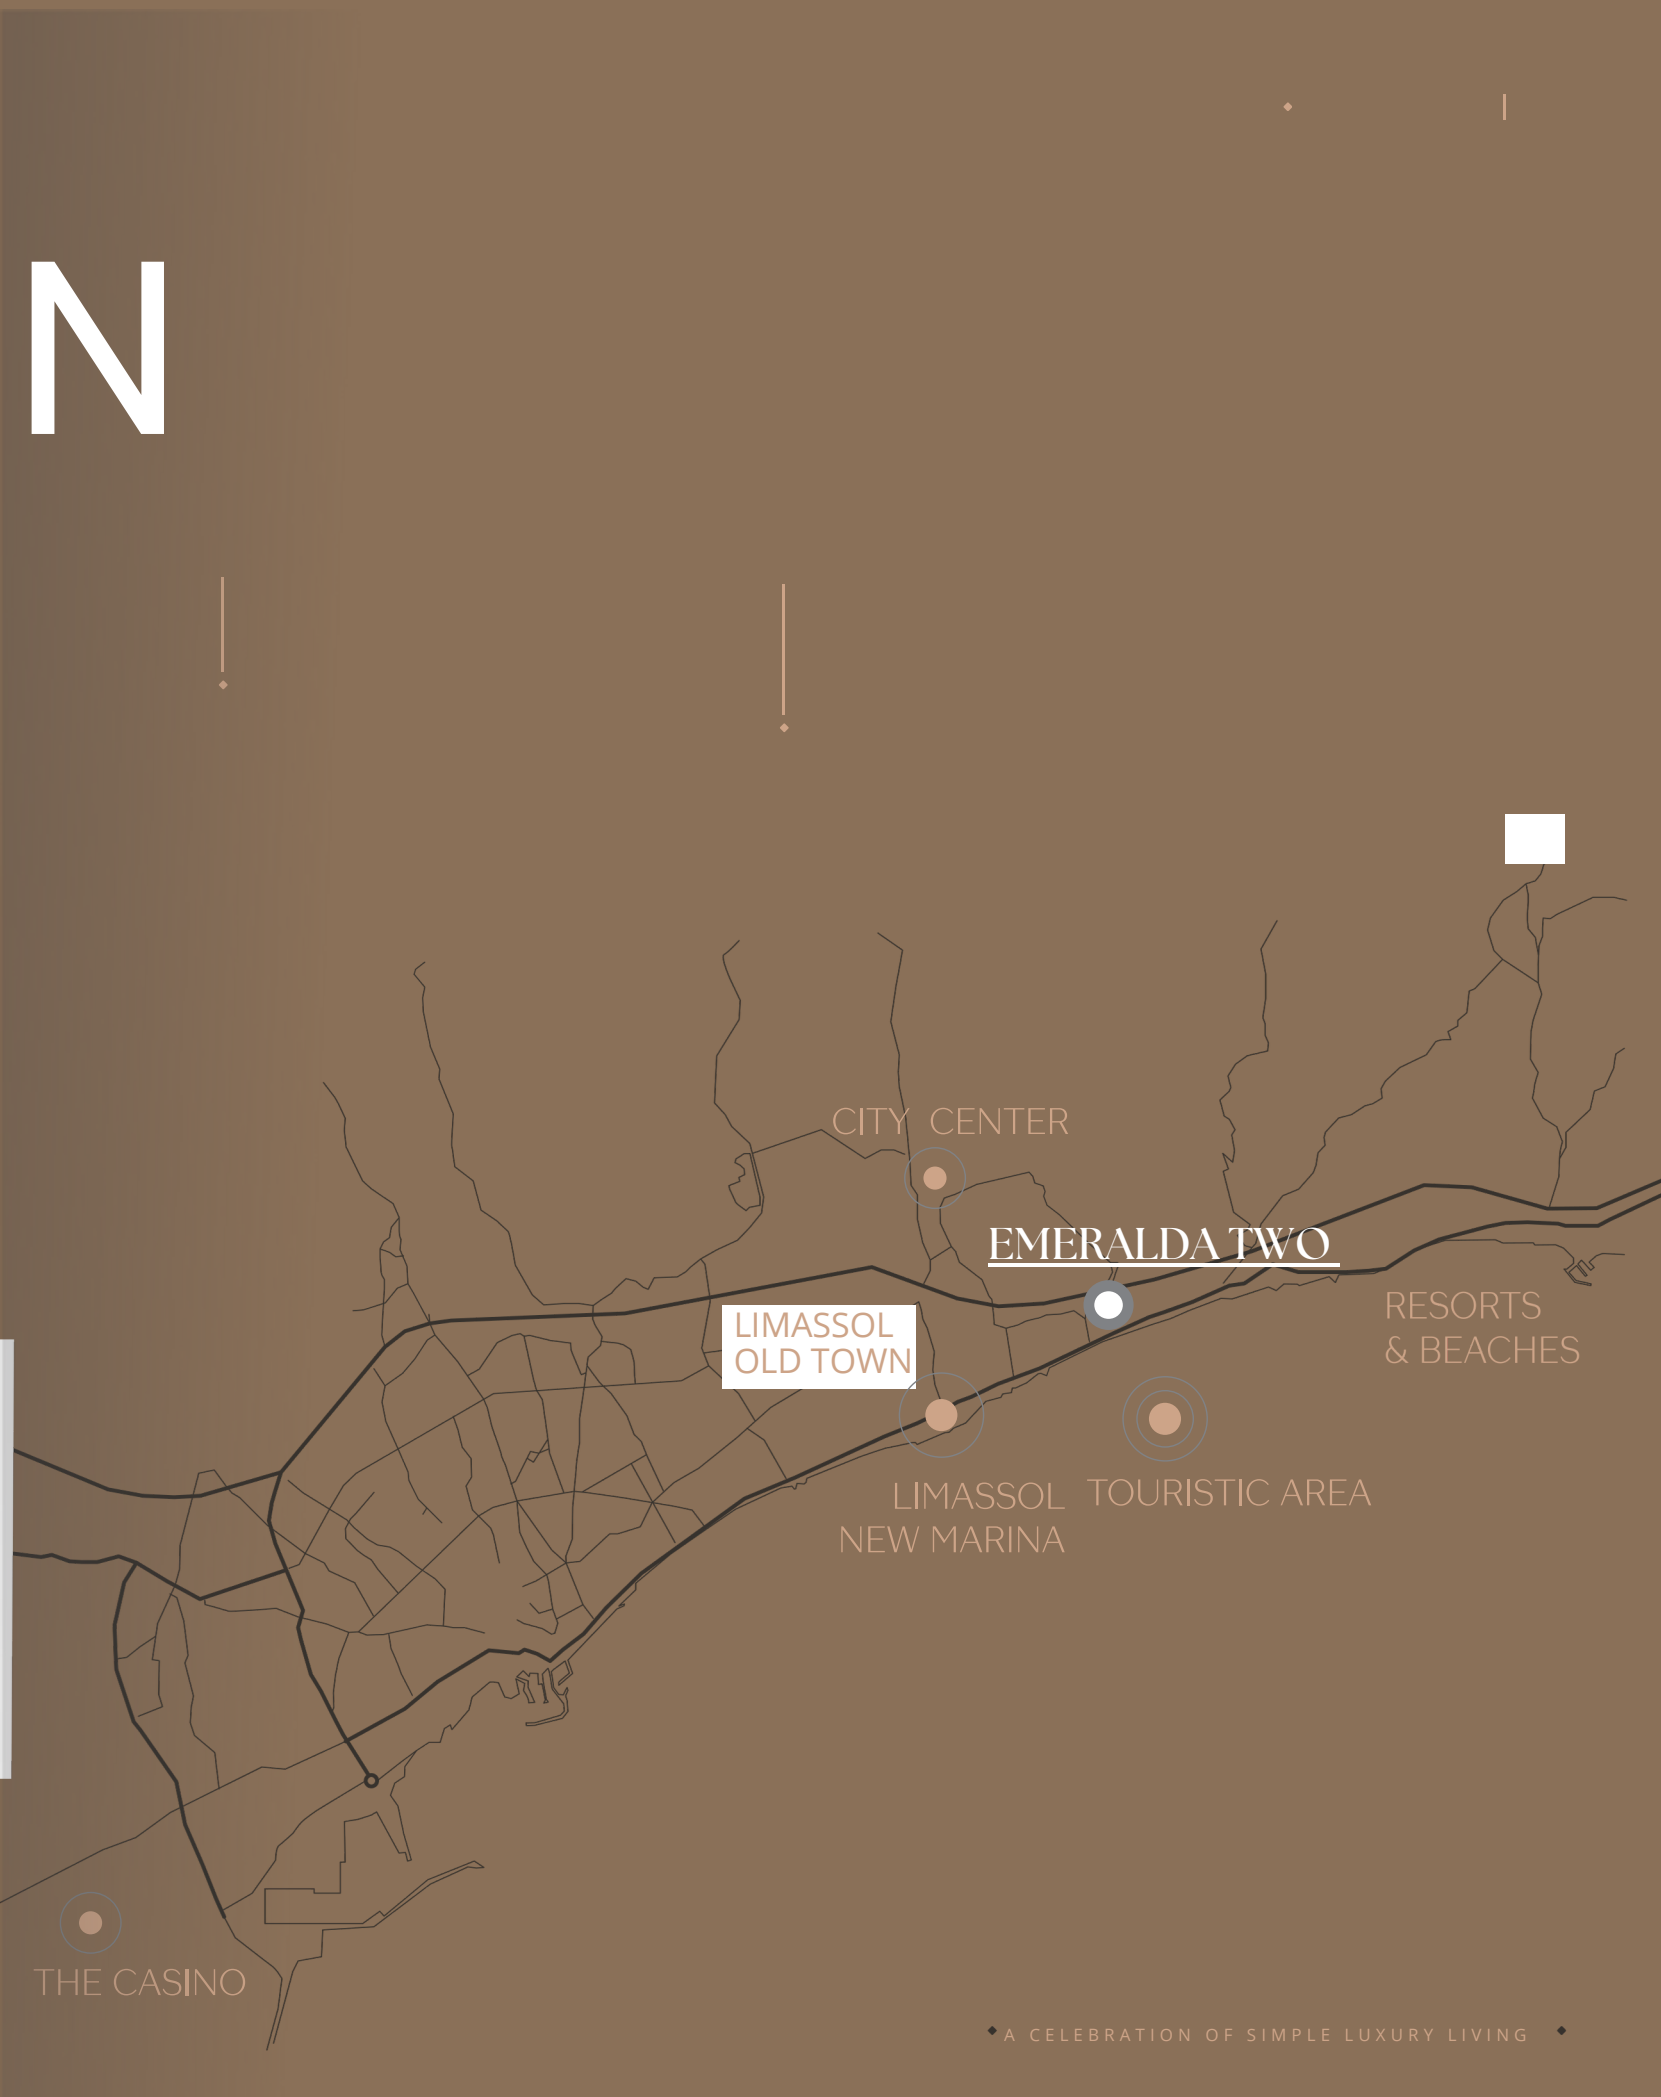 N
CITY CENTER
EMERALDA TWO
LIMASSOL
OLD TOWN
RESORTS
& BEACHES
LIMASSOL
NEW MARINA
TOURISTIC AREA
THE CASINO
A CELEBRATION OF SIMPLE LUXURY LIVING